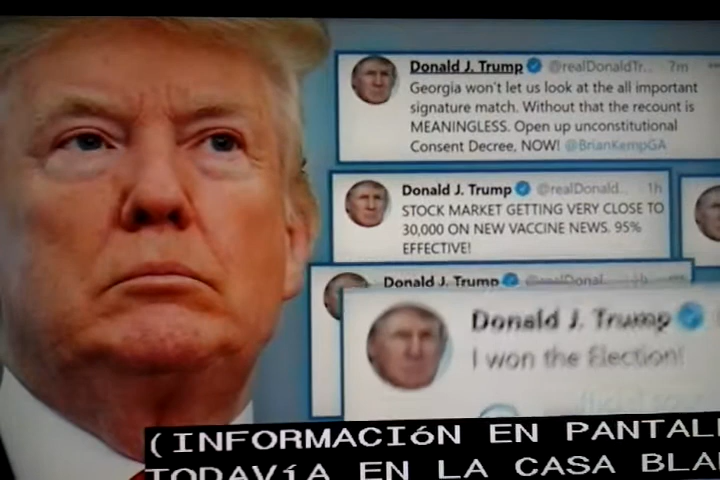 Donald J. Trump @realDonaldTr.. 7m
Georgia won't let us look at the all important
signature match. Without that the recount is
MEANINGLESS. Open up unconstitutional
Consent Decree, NOW! @BrianKempGA
Donald J. Trump @realDonald.. 1h
STOCK MARKET GETTING VERY CLOSE TO
30,000 ON NEW VACCINE NEWS. 95%
EFFECTIVE!
Donald J. Trump
Donald J. Trump
I won the Election!
(INFORMACIóN EN PANTAL
TODAVíA EN LA CASA BLA